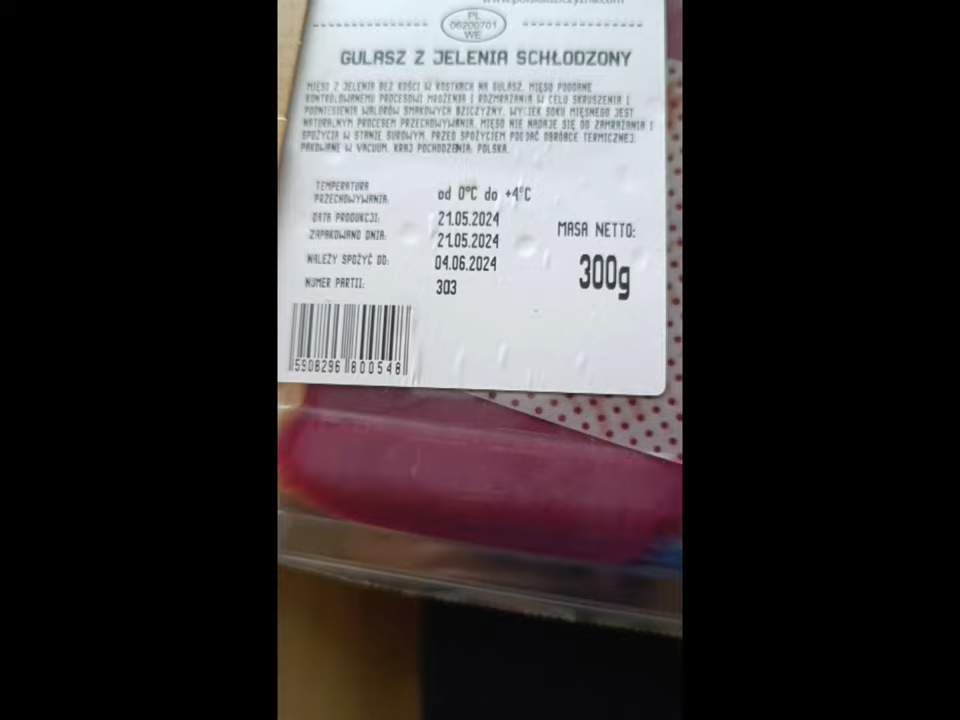 www.polskadziczyzna.com
PL
06200701
WE
GULASZ Z JELENIA SCHŁODZONY
MIĘSO Z JELENIA BEZ KOŚCI W KOSTKACH NA GULASZ. MIĘSO PODDANE
KONTROLOWANEMU PROCESOWI MROŻENIA I ROZMRAŻANIA W CELU SKRUSZENIA I
PODNIESIENIA WALORÓW SMAKOWYCH DZICZYZNY. WYCIEK SOKU MIĘSNEGO JEST
NATURALNYM PROCESEM PRZECHOWYWANIA. MIĘSO NIE NADAJE SIĘ DO ZAMRAŻANIA I
SPOŻYCIA W STANIE SUROWYM. PRZED SPOŻYCIEM PODDAĆ OBRÓBCE TERMICZNEJ.
PAKOWANE W VACUUM. KRAJ POCHODZENIA: POLSKA.
TEMPERATURA
PRZECHOWYWANIA: od 0°C do +4°C
DATA PRODUKCJI: 21.05.2024
ZAPAKOWANO DNIA: 21.05.2024
MASA NETTO:
NALEŻY SPOŻYĆ DO: 04.06.2024
300g
NUMER PARTII: 303
5908296 800548